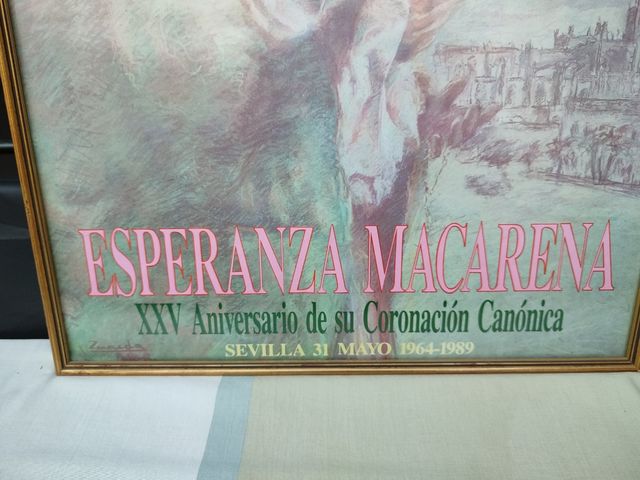 ESPERANZA MACARENA
XXV Aniversario de su Coronación Canónica
SEVILLA 31 MAYO 1964-1989